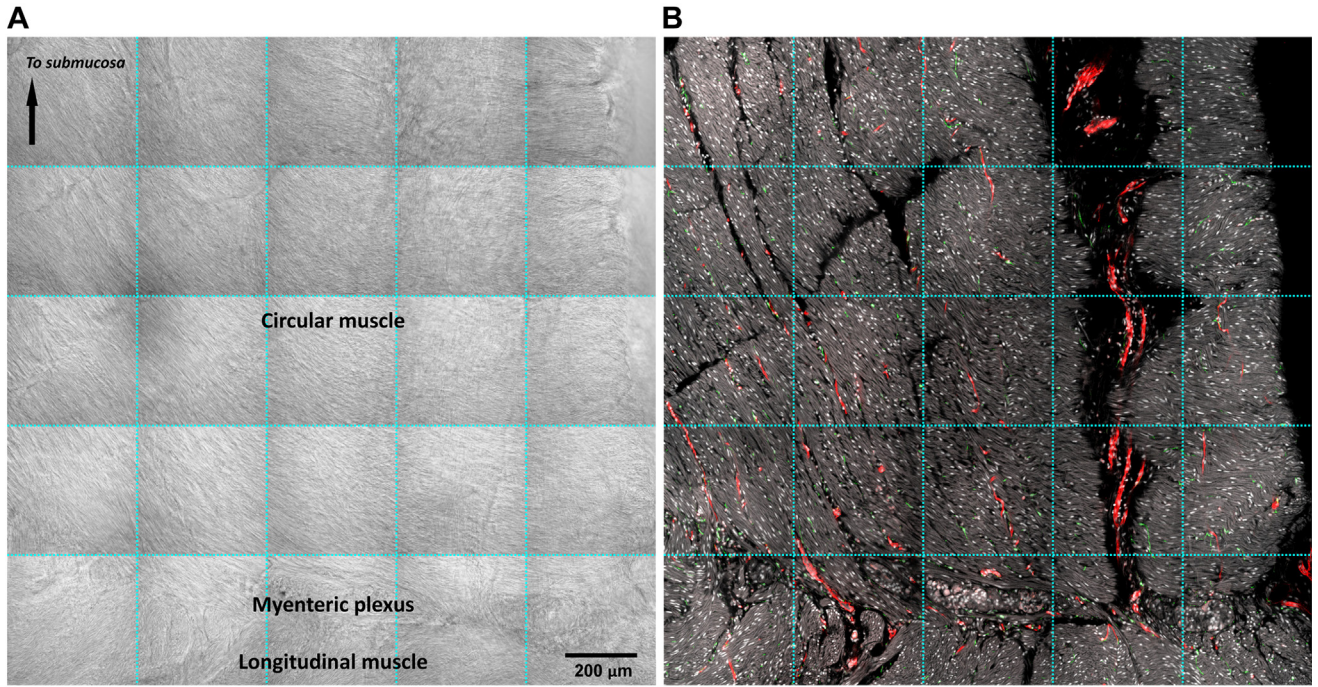 A
B
To submucosa
Circular muscle
Myenteric plexus
Longitudinal muscle
200 µm